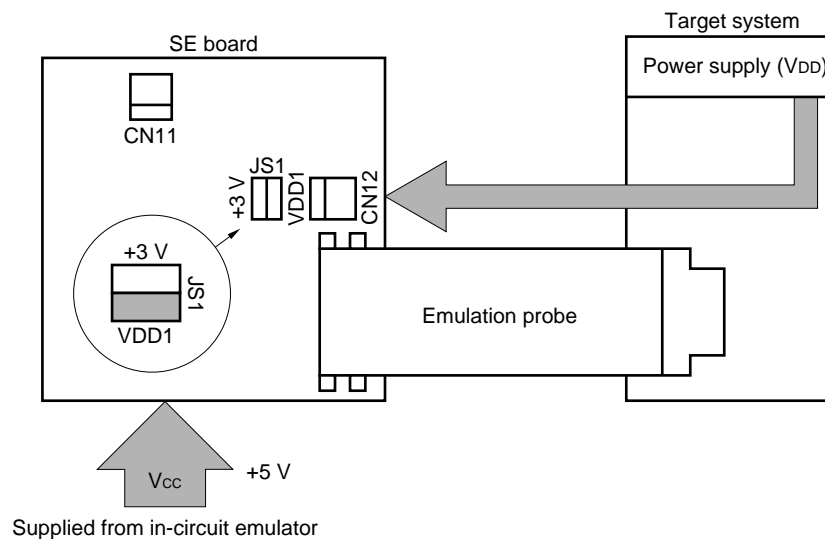 Target system
SE board
Power supply (VDD)
CN11
JS1
+3 V
VDD1
CN12
+3 V
JS1
VDD1
Emulation probe
VCC
+5 V
Supplied from in-circuit emulator